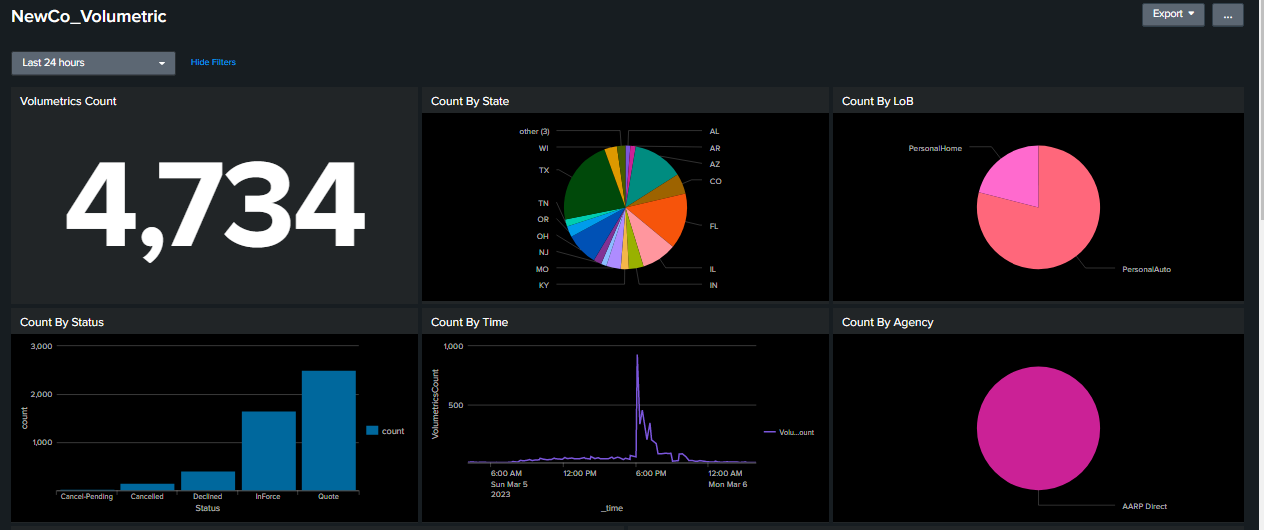 NewCo_Volumetric
Export
...
Last 24 hours
Hide Filters
Volumetrics Count
4,734
Count By State
other (3)
WI
TX
TN
OR
OH
NJ
MO
KY
AL
AR
AZ
CO
FL
IL
IN
Count By LoB
PersonalHome
PersonalAuto
Count By Status
3,000
2,000
1,000
count
Cancel-Pending
Cancelled
Declined
InForce
Quote
Status
count
Count By Time
1,000
500
VolumetricsCount
6:00 AM
Sun Mar 5
2023
12:00 PM
6:00 PM
12:00 AM
Mon Mar 6
_time
Volu...ount
Count By Agency
AARP Direct